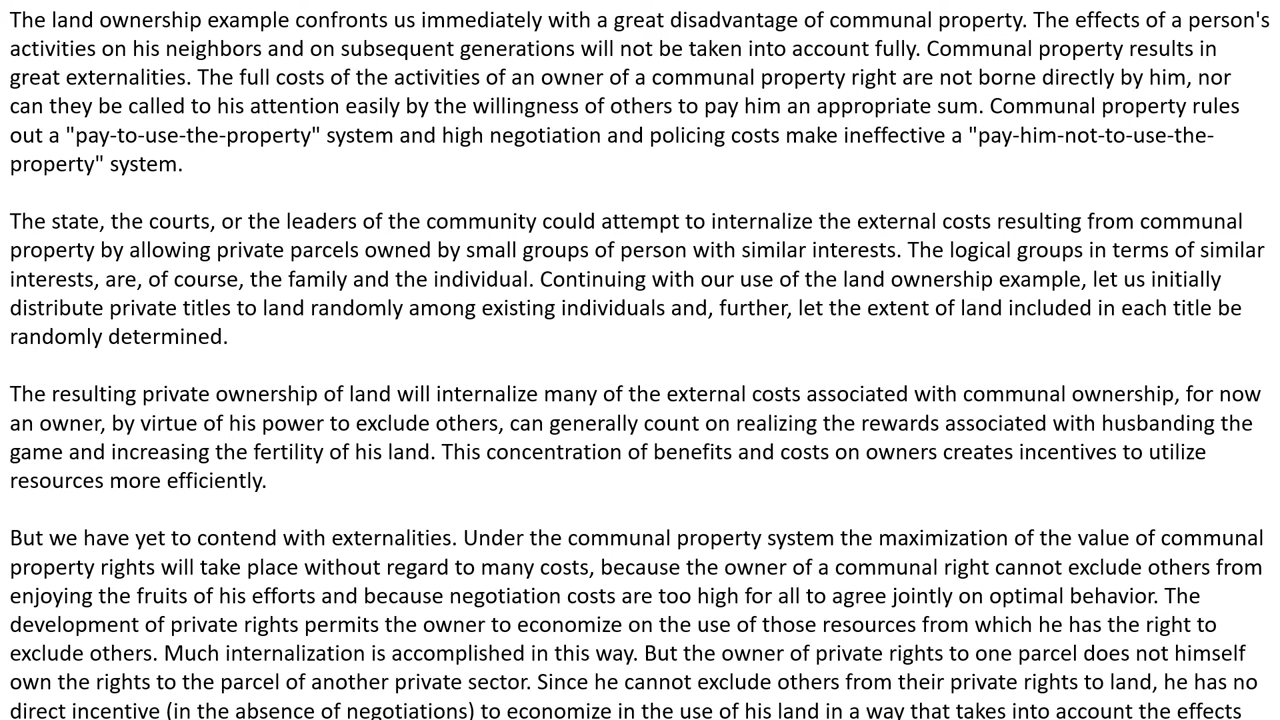 The land ownership example confronts us immediately with a great disadvantage of communal property. The effects of a person's
activities on his neighbors and on subsequent generations will not be taken into account fully. Communal property results in
great externalities. The full costs of the activities of an owner of a communal property right are not borne directly by him, nor
can they be called to his attention easily by the willingness of others to pay him an appropriate sum. Communal property rules
out a "pay-to-use-the-property" system and high negotiation and policing costs make ineffective a "pay-him-not-to-use-the-
property" system.
The state, the courts, or the leaders of the community could attempt to internalize the external costs resulting from communal
property by allowing private parcels owned by small groups of person with similar interests. The logical groups in terms of similar
interests, are, of course, the family and the individual. Continuing with our use of the land ownership example, let us initially
distribute private titles to land randomly among existing individuals and, further, let the extent of land included in each title be
randomly determined.
The resulting private ownership of land will internalize many of the external costs associated with communal ownership, for now
an owner, by virtue of his power to exclude others, can generally count on realizing the rewards associated with husbanding the
game and increasing the fertility of his land. This concentration of benefits and costs on owners creates incentives to utilize
resources more efficiently.
But we have yet to contend with externalities. Under the communal property system the maximization of the value of communal
property rights will take place without regard to many costs, because the owner of a communal right cannot exclude others from
enjoying the fruits of his efforts and because negotiation costs are too high for all to agree jointly on optimal behavior. The
development of private rights permits the owner to economize on the use of those resources from which he has the right to
exclude others. Much internalization is accomplished in this way. But the owner of private rights to one parcel does not himself
own the rights to the parcel of another private sector. Since he cannot exclude others from their private rights to land, he has no
direct incentive (in the absence of negotiations) to economize in the use of his land in a way that takes into account the effects